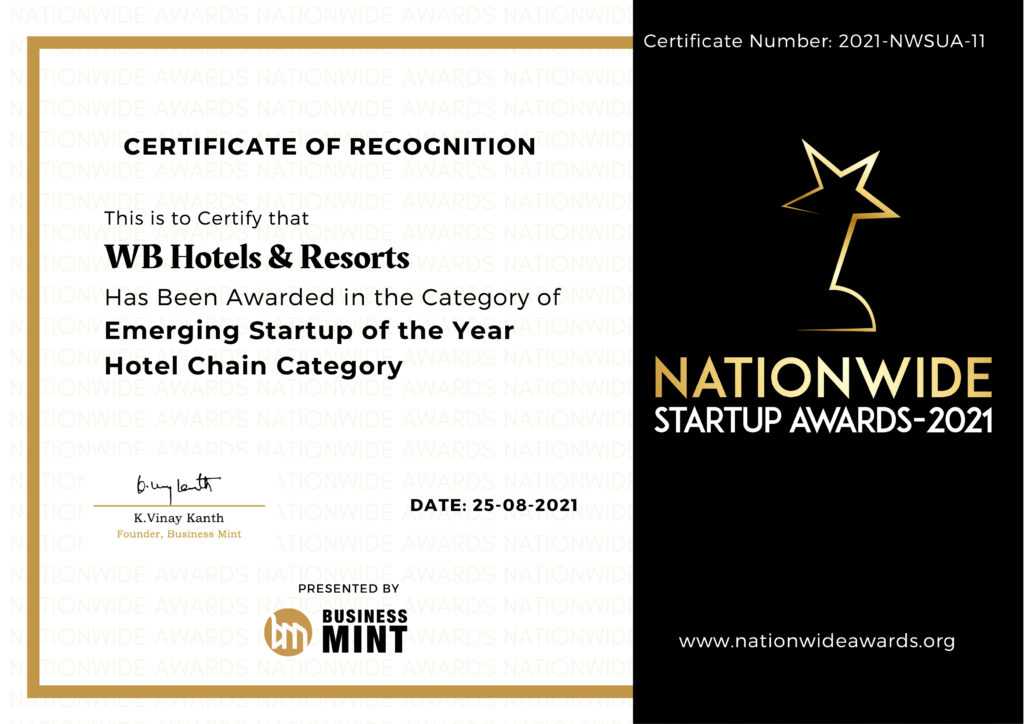 Certificate Number: 2021-NWSUA-11
CERTIFICATE OF RECOGNITION
This is to Certify that
WB Hotels & Resorts
Has Been Awarded in the Category of
Emerging Startup of the Year
Hotel Chain Category
NATIONWIDE
STARTUP AWARDS-2021
K.Vinay Kanth
Founder, Business Mint
DATE: 25-08-2021
PRESENTED BY
bm
BUSINESS
MINT
www.nationwideawards.org